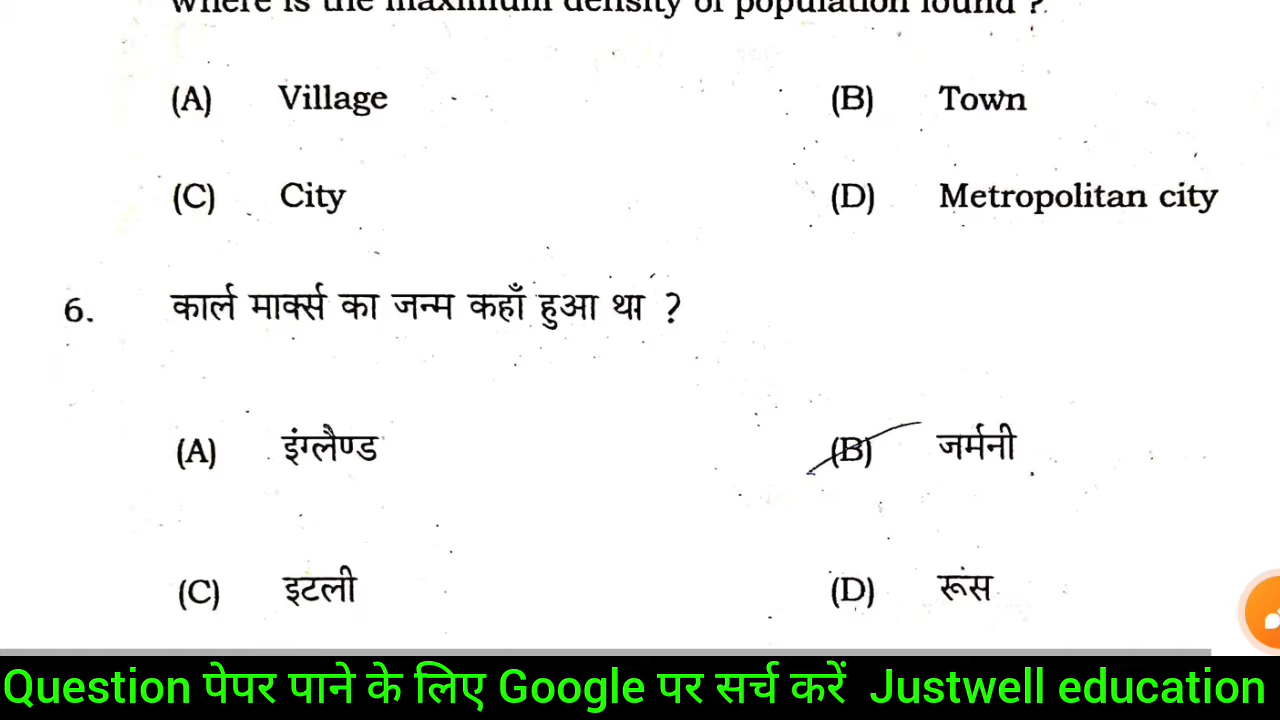 where is the maximum density of population found ?
(A) Village (B) Town
(C) City (D) Metropolitan city
6. कार्ल मार्क्स का जन्म कहाँ हुआ था ?
(A) इंग्लैण्ड (B) जर्मनी
(C) इटली (D) रूस
Question पेपर पाने के लिए Google पर सर्च करें Justwell education